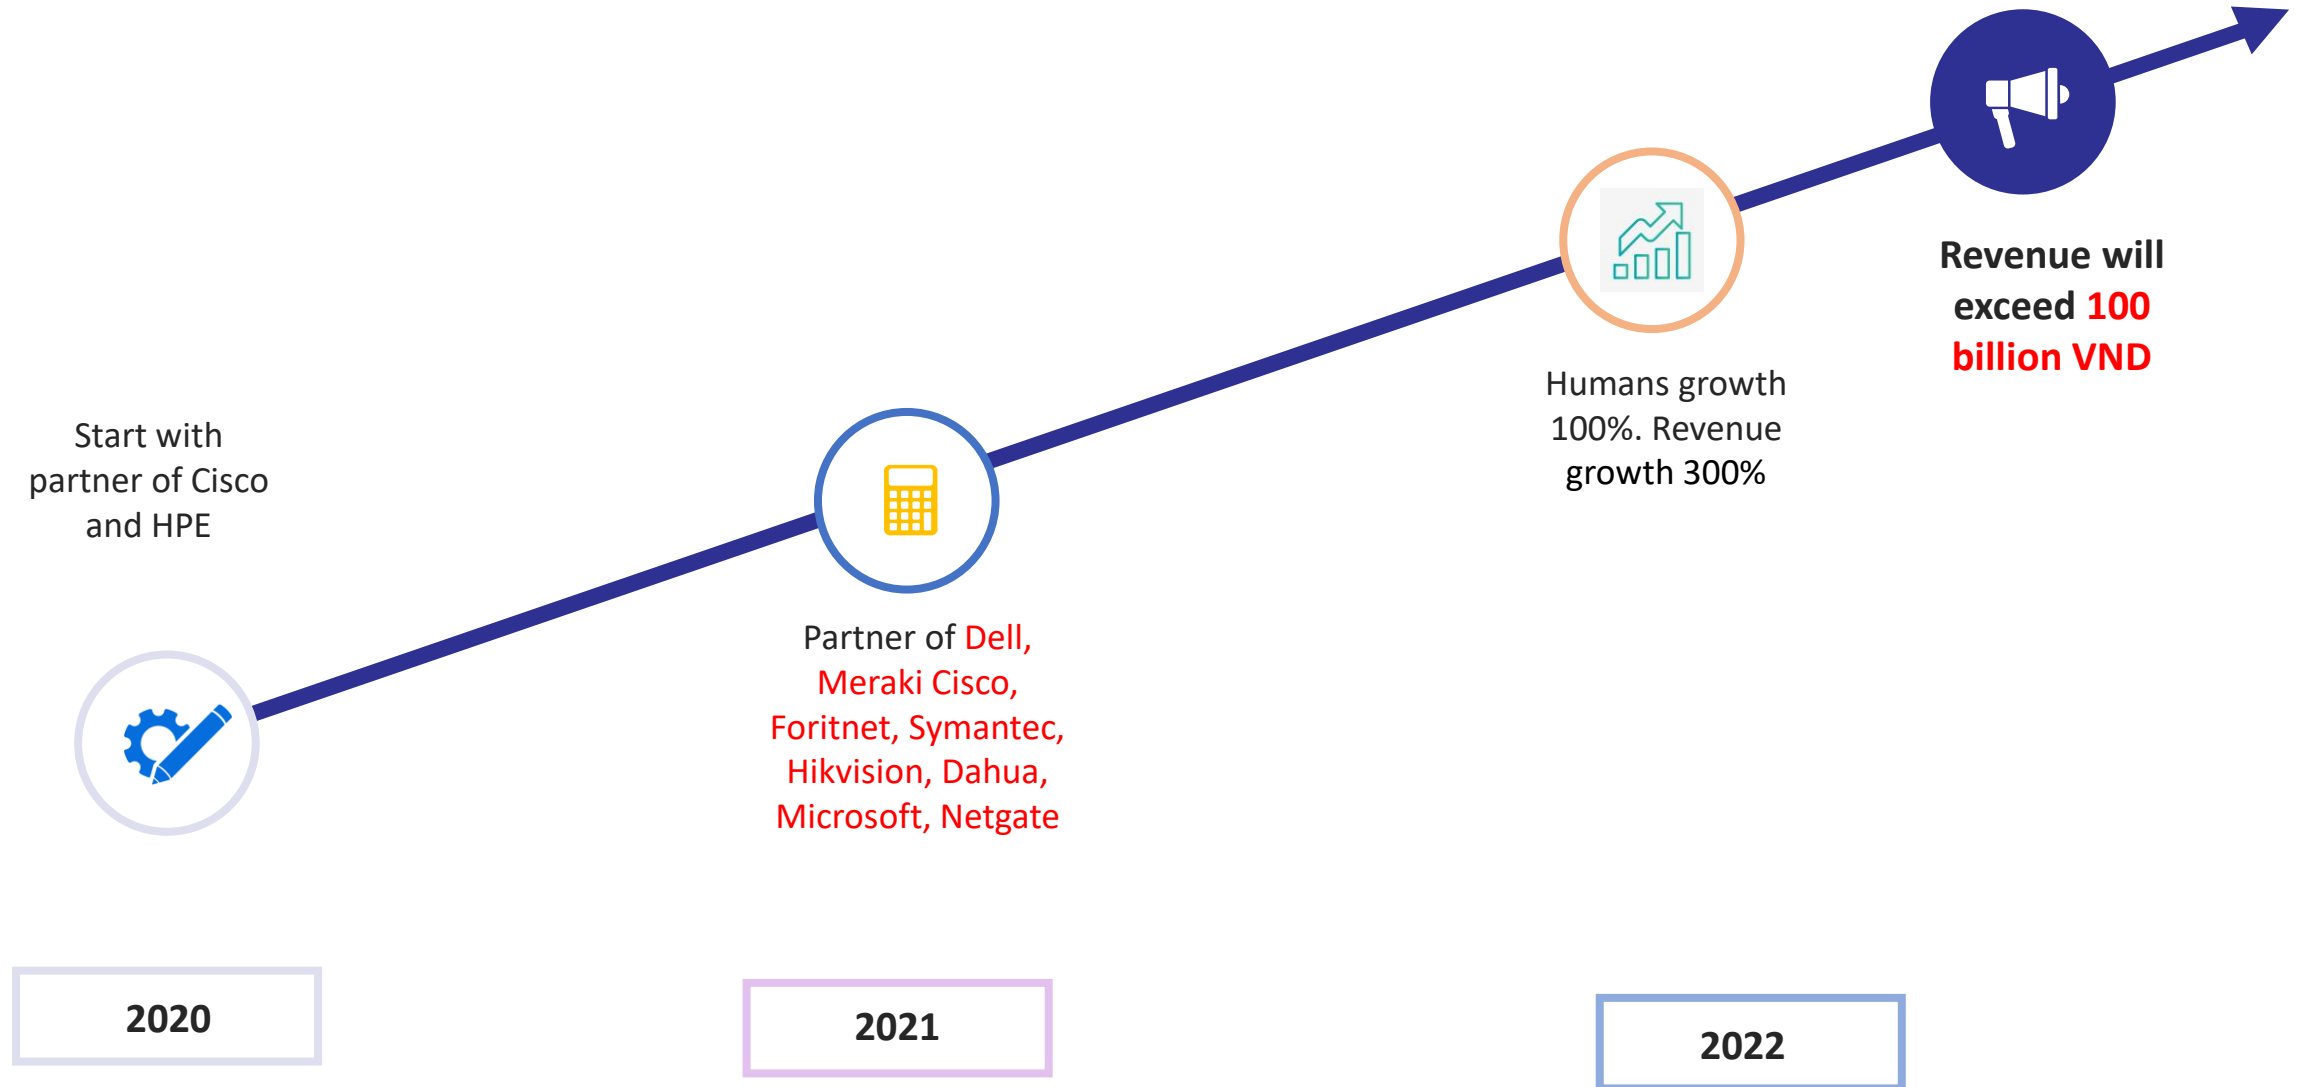 Start with
partner of Cisco
and HPE
Partner of Dell,
Meraki Cisco,
Foritnet, Symantec,
Hikvision, Dahua,
Microsoft, Netgate
Humans growth
100%. Revenue
growth 300%
Revenue will
exceed 100
billion VND
2020
2021
2022